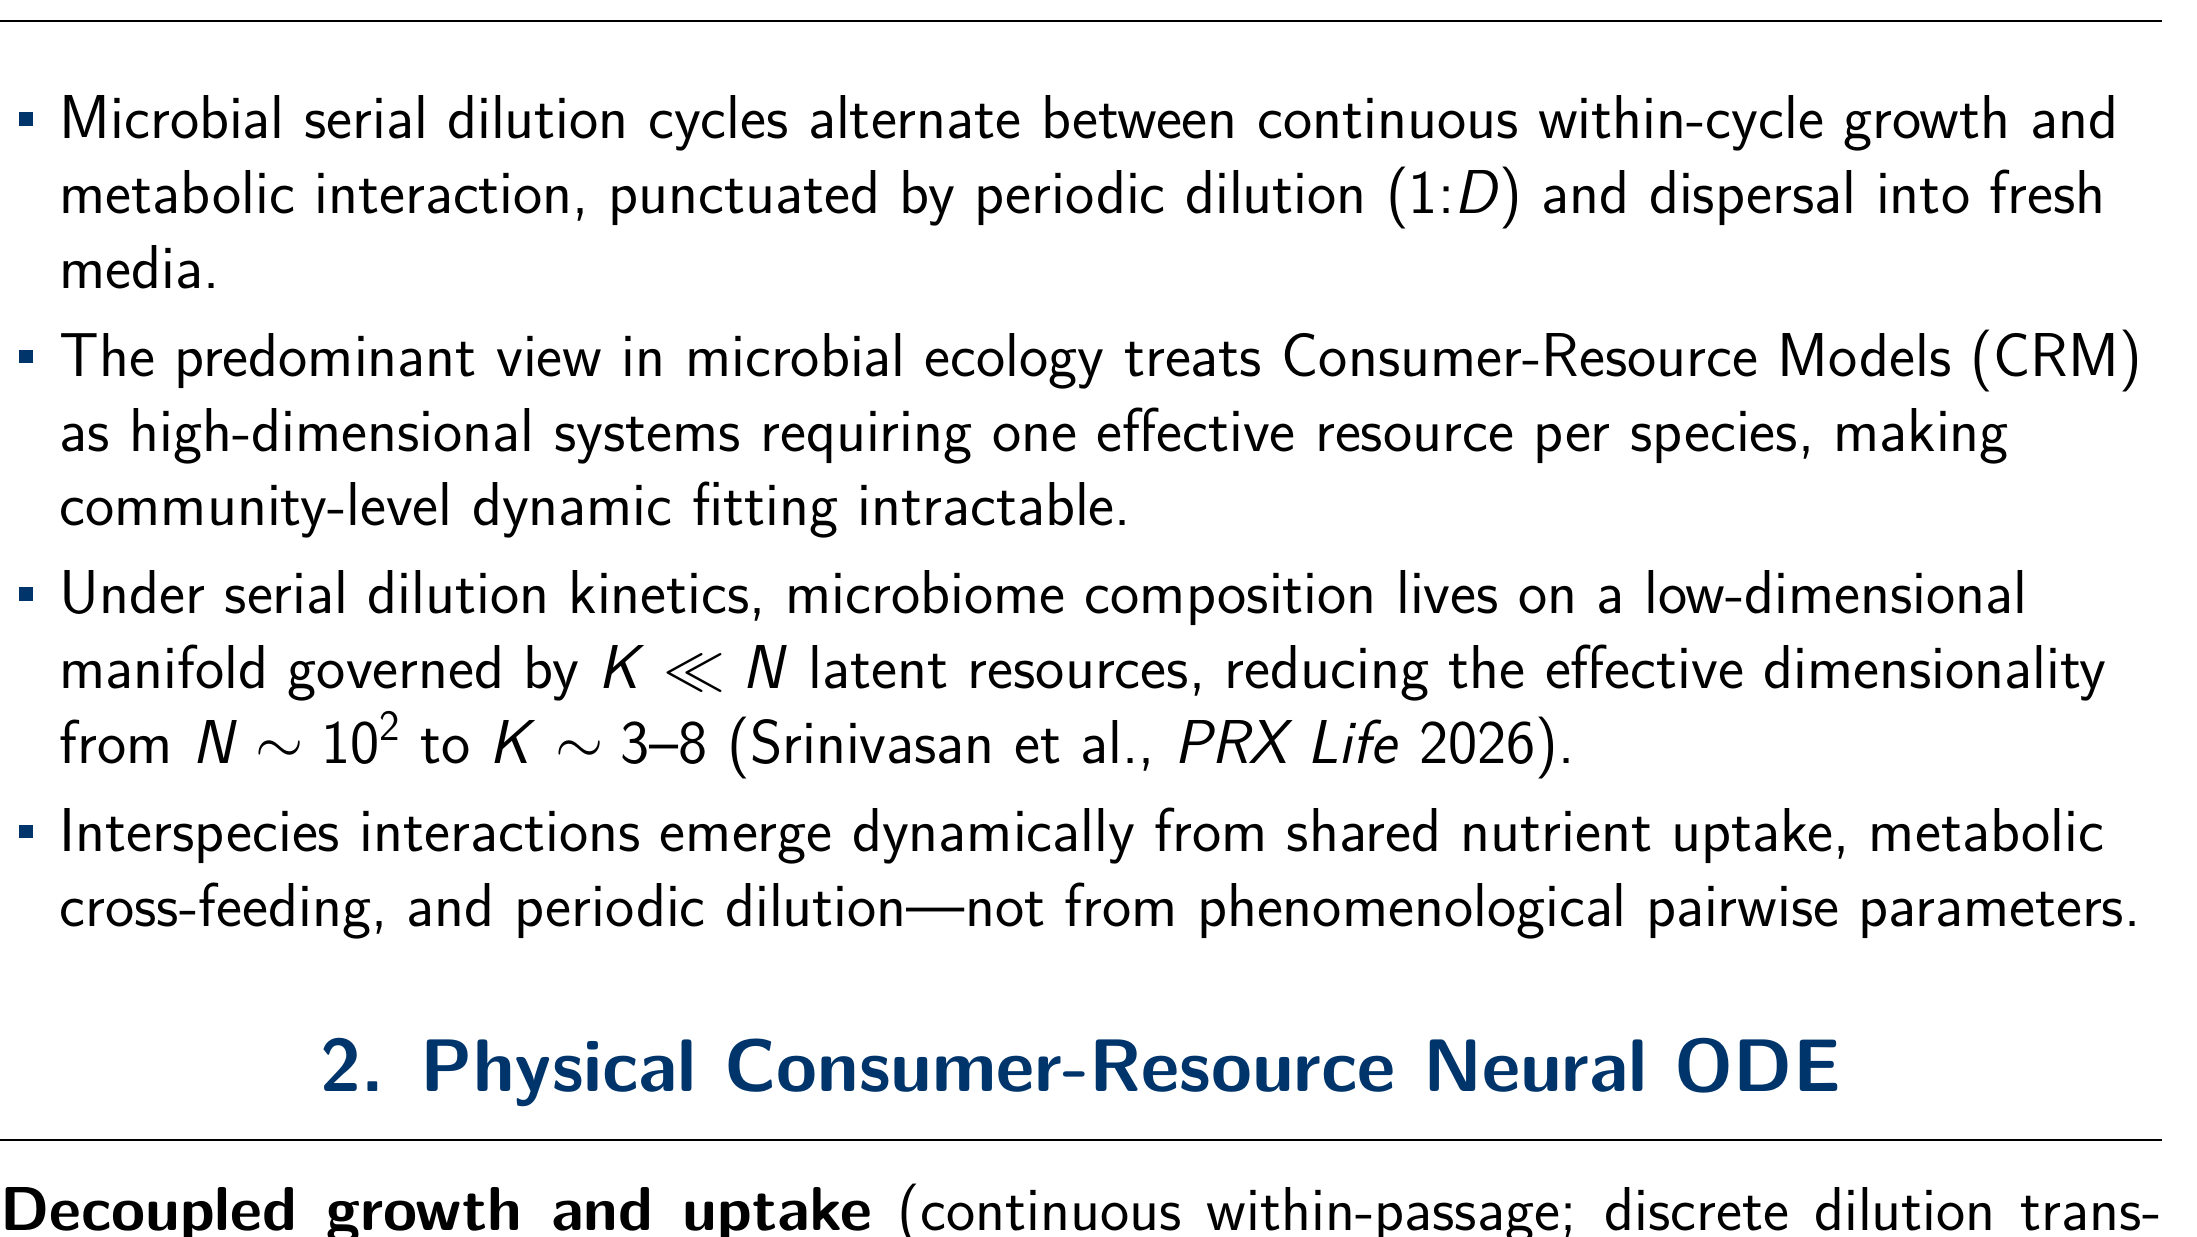 ▪ Microbial serial dilution cycles alternate between continuous within-cycle growth and
metabolic interaction, punctuated by periodic dilution (1:D) and dispersal into fresh
media.
▪ The predominant view in microbial ecology treats Consumer-Resource Models (CRM)
as high-dimensional systems requiring one effective resource per species, making
community-level dynamic fitting intractable.
▪ Under serial dilution kinetics, microbiome composition lives on a low-dimensional
manifold governed by K ≪ N latent resources, reducing the effective dimensionality
from N ∼ 10² to K ∼ 3–8 (Srinivasan et al., PRX Life 2026).
▪ Interspecies interactions emerge dynamically from shared nutrient uptake, metabolic
cross-feeding, and periodic dilution—not from phenomenological pairwise parameters.
2. Physical Consumer-Resource Neural ODE
Decoupled growth and uptake (continuous within-passage; discrete dilution trans-